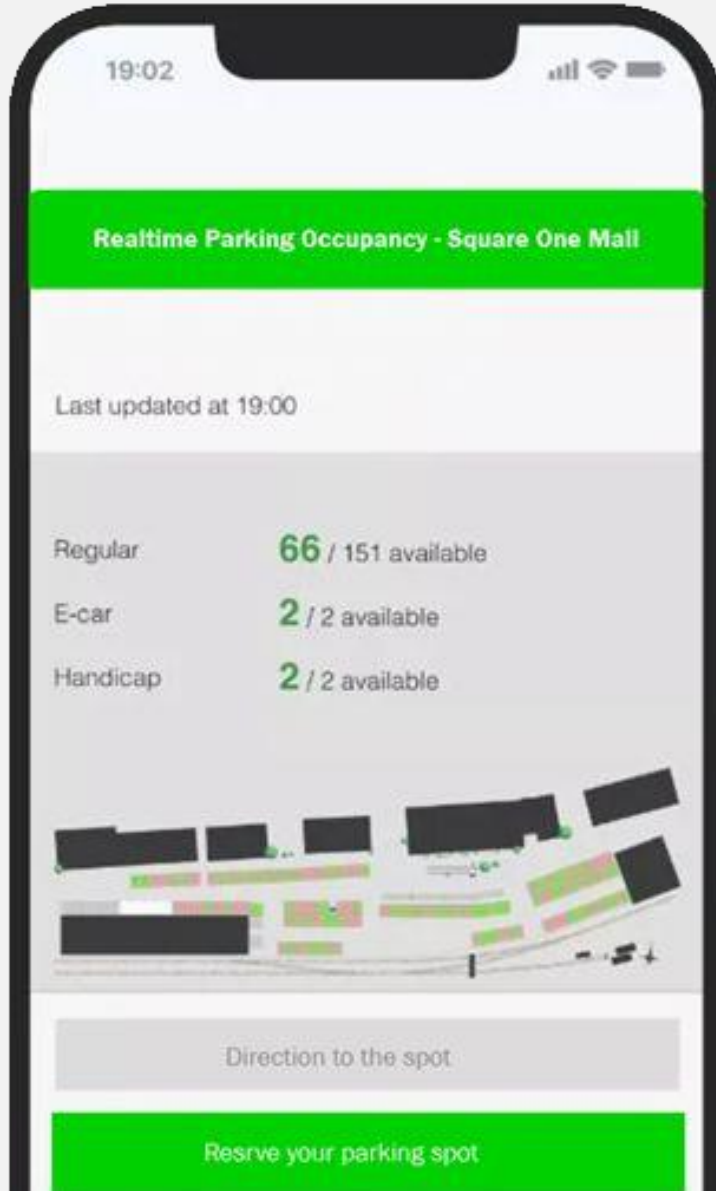 19:02
Realtime Parking Occupancy - Square One Mall
Last updated at 19:00
Regular 66 / 151 available
E-car 2 / 2 available
Handicap 2 / 2 available
Direction to the spot
Resrve your parking spot